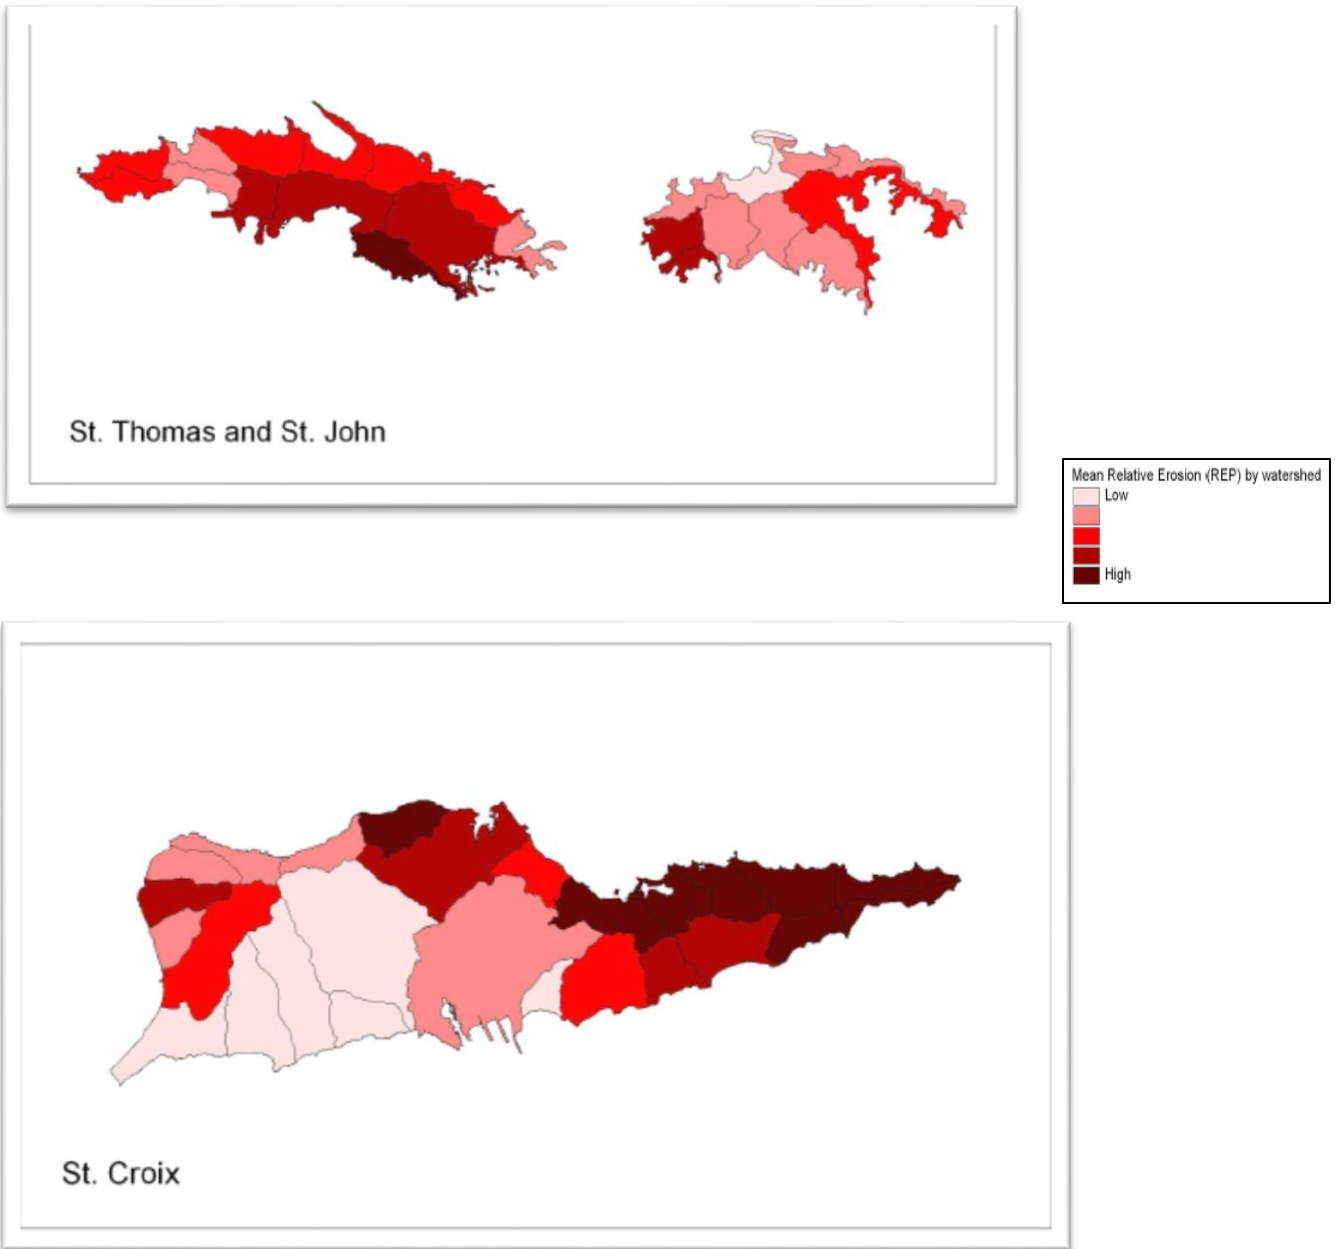 St. Thomas and St. John
Mean Relative Erosion (REP) by watershed
Low
High
St. Croix